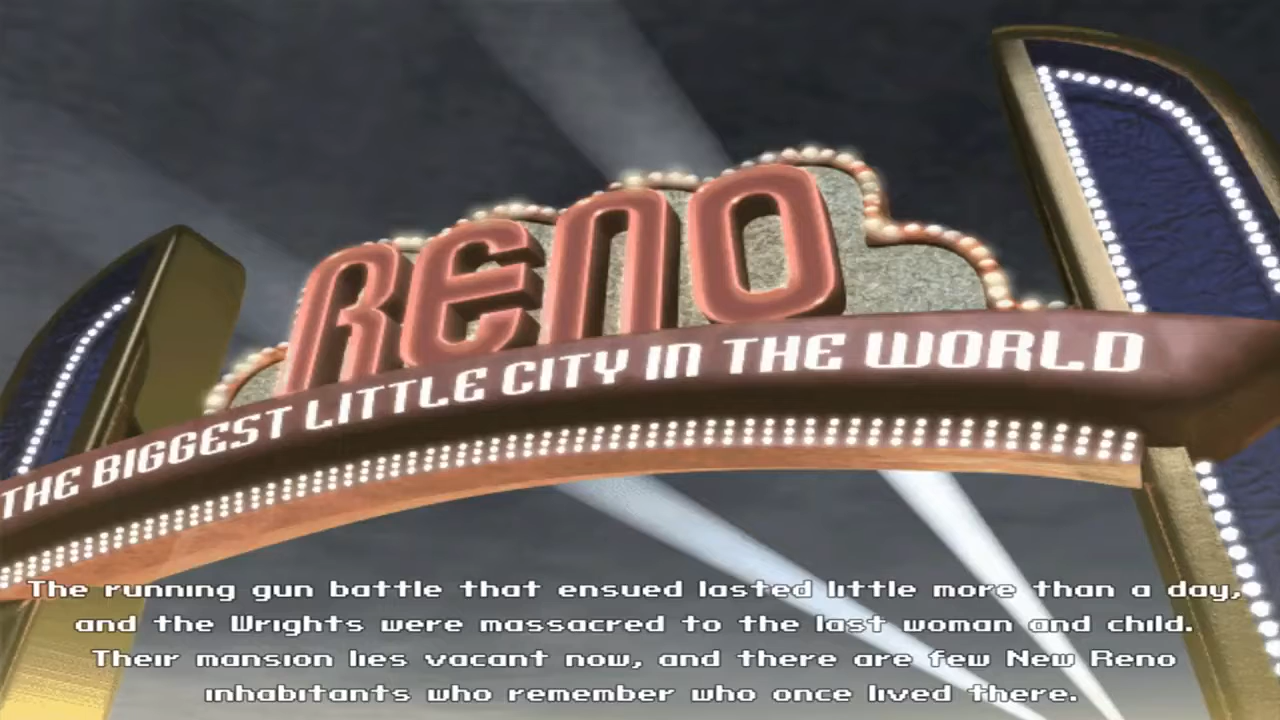 RENO
THE BIGGEST LITTLE CITY IN THE WORLD
The running gun battle that ensued lasted little more than a day,
and the Wrights were massacred to the last woman and child.
Their mansion lies vacant now, and there are few New Reno
inhabitants who remember who once lived there.